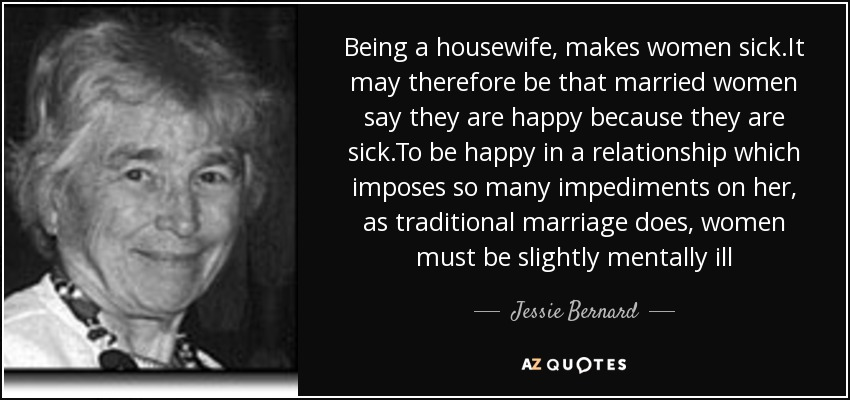 Being a housewife, makes women sick.It
may therefore be that married women
say they are happy because they are
sick.To be happy in a relationship which
imposes so many impediments on her,
as traditional marriage does, women
must be slightly mentally ill
Jessie Bernard
AZ QUOTES